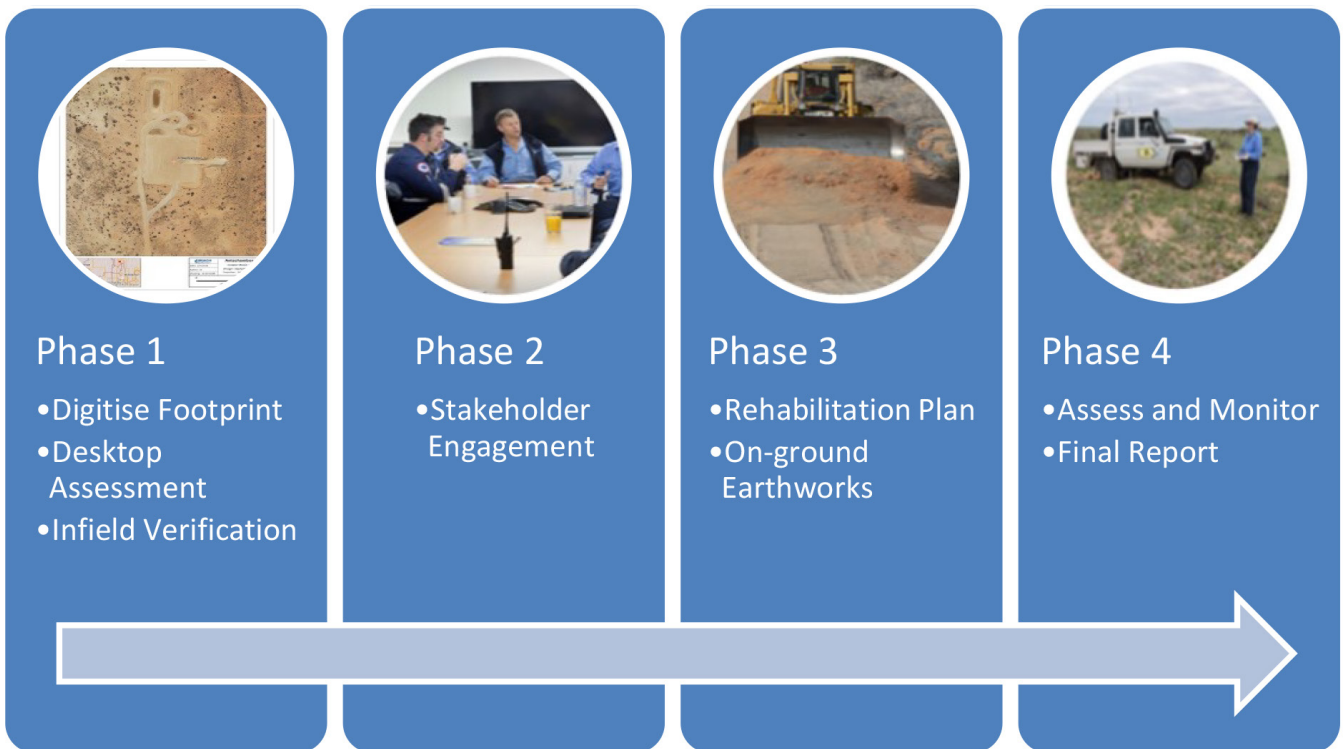 Phase 1
•Digitise Footprint
•Desktop
Assessment
•Infield Verification
Phase 2
•Stakeholder
Engagement
Phase 3
•Rehabilitation Plan
•On-ground
Earthworks
Phase 4
•Assess and Monitor
•Final Report